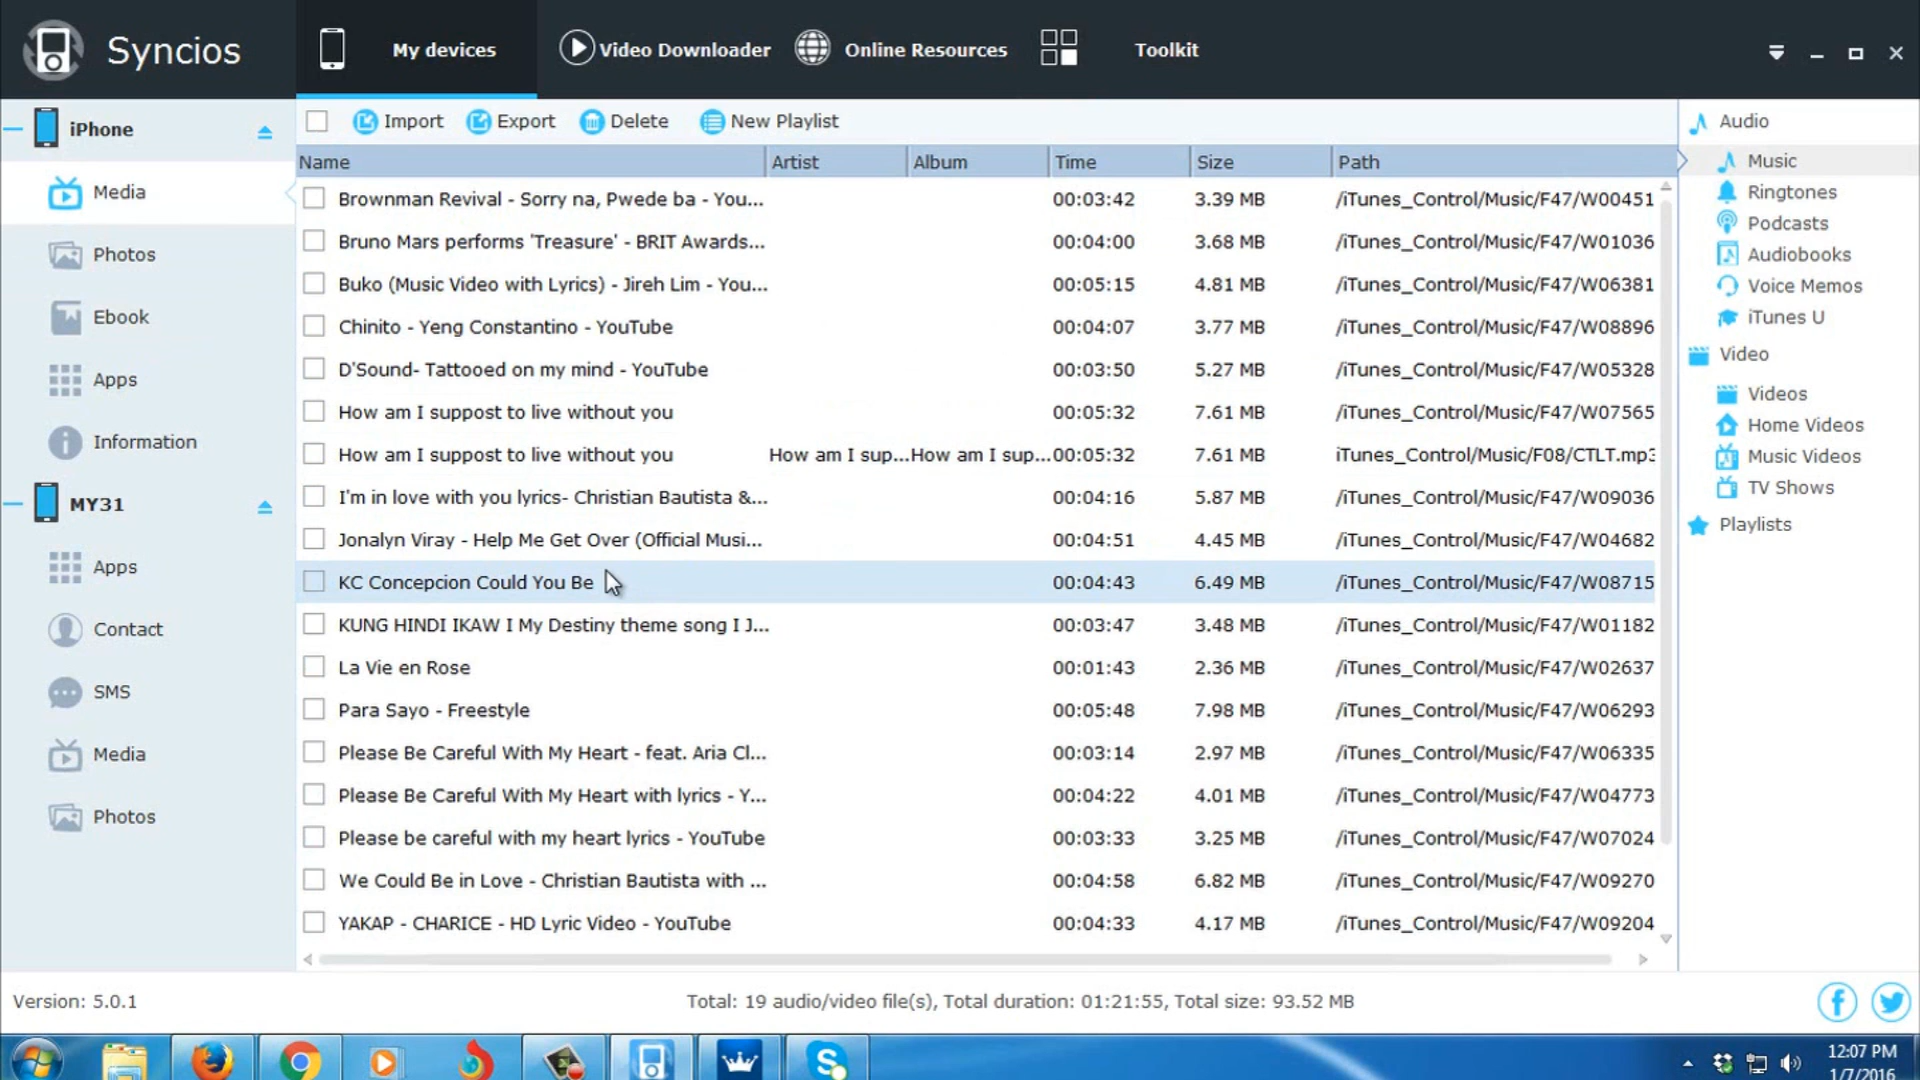 Syncios
My devices
Video Downloader
Online Resources
Toolkit
iPhone
Media
Photos
Ebook
Apps
Information
MY31
Apps
Contact
SMS
Media
Photos
Import Export Delete New Playlist
Name Artist Album Time Size Path
Brownman Revival - Sorry na, Pwede ba - You... 00:03:42 3.39 MB /iTunes_Control/Music/F47/W00451
Bruno Mars performs 'Treasure' - BRIT Awards... 00:04:00 3.68 MB /iTunes_Control/Music/F47/W01036
Buko (Music Video with Lyrics) - Jireh Lim - You... 00:05:15 4.81 MB /iTunes_Control/Music/F47/W06381
Chinito - Yeng Constantino - YouTube 00:04:07 3.77 MB /iTunes_Control/Music/F47/W08896
D'Sound- Tattooed on my mind - YouTube 00:03:50 5.27 MB /iTunes_Control/Music/F47/W05328
How am I suppost to live without you 00:05:32 7.61 MB /iTunes_Control/Music/F47/W07565
How am I suppost to live without you How am I sup... How am I sup... 00:05:32 7.61 MB iTunes_Control/Music/F08/CTLT.mp3
I'm in love with you lyrics- Christian Bautista &... 00:04:16 5.87 MB /iTunes_Control/Music/F47/W09036
Jonalyn Viray - Help Me Get Over (Official Musi... 00:04:51 4.45 MB /iTunes_Control/Music/F47/W04682
KC Concepcion Could You Be 00:04:43 6.49 MB /iTunes_Control/Music/F47/W08715
KUNG HINDI IKAW I My Destiny theme song I J... 00:03:47 3.48 MB /iTunes_Control/Music/F47/W01182
La Vie en Rose 00:01:43 2.36 MB /iTunes_Control/Music/F47/W02637
Para Sayo - Freestyle 00:05:48 7.98 MB /iTunes_Control/Music/F47/W06293
Please Be Careful With My Heart - feat. Aria Cl... 00:03:14 2.97 MB /iTunes_Control/Music/F47/W06335
Please Be Careful With My Heart with lyrics - Y... 00:04:22 4.01 MB /iTunes_Control/Music/F47/W04773
Please be careful with my heart lyrics - YouTube 00:03:33 3.25 MB /iTunes_Control/Music/F47/W07024
We Could Be in Love - Christian Bautista with ... 00:04:58 6.82 MB /iTunes_Control/Music/F47/W09270
YAKAP - CHARICE - HD Lyric Video - YouTube 00:04:33 4.17 MB /iTunes_Control/Music/F47/W09204
Audio
Music
Ringtones
Podcasts
Audiobooks
Voice Memos
iTunes U
Video
Videos
Home Videos
Music Videos
TV Shows
Playlists
Version: 5.0.1
Total: 19 audio/video file(s), Total duration: 01:21:55, Total size: 93.52 MB
12:07 PM
1/7/2016